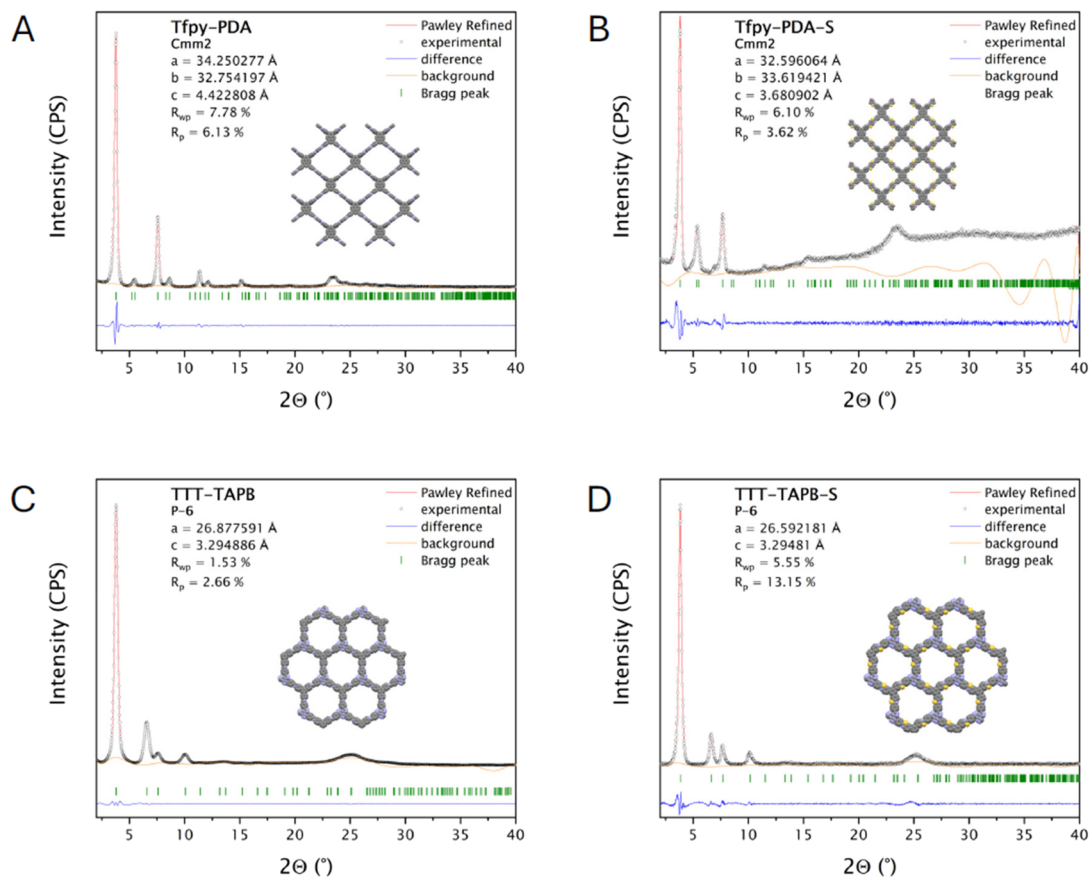 A
Tfpy-PDA
Cmm2
a = 34.250277 Å
b = 32.754197 Å
c = 4.422808 Å
Rwp = 7.78 %
Rp = 6.13 %
Pawley Refined
experimental
difference
background
Bragg peak
Intensity (CPS)
5 10 15 20 25 30 35 40
2Θ (°)
B
Tfpy-PDA-S
Cmm2
a = 32.596064 Å
b = 33.619421 Å
c = 3.680902 Å
Rwp = 6.10 %
Rp = 3.62 %
Pawley Refined
experimental
difference
background
Bragg peak
Intensity (CPS)
5 10 15 20 25 30 35 40
2Θ (°)
C
TTT-TAPB
P-6
a = 26.877591 Å
c = 3.294886 Å
Rwp = 1.53 %
Rp = 2.66 %
Pawley Refined
experimental
difference
background
Bragg peak
Intensity (CPS)
5 10 15 20 25 30 35 40
2Θ (°)
D
TTT-TAPB-S
P-6
a = 26.592181 Å
c = 3.29481 Å
Rwp = 5.55 %
Rp = 13.15 %
Pawley Refined
experimental
difference
background
Bragg peak
Intensity (CPS)
5 10 15 20 25 30 35 40
2Θ (°)